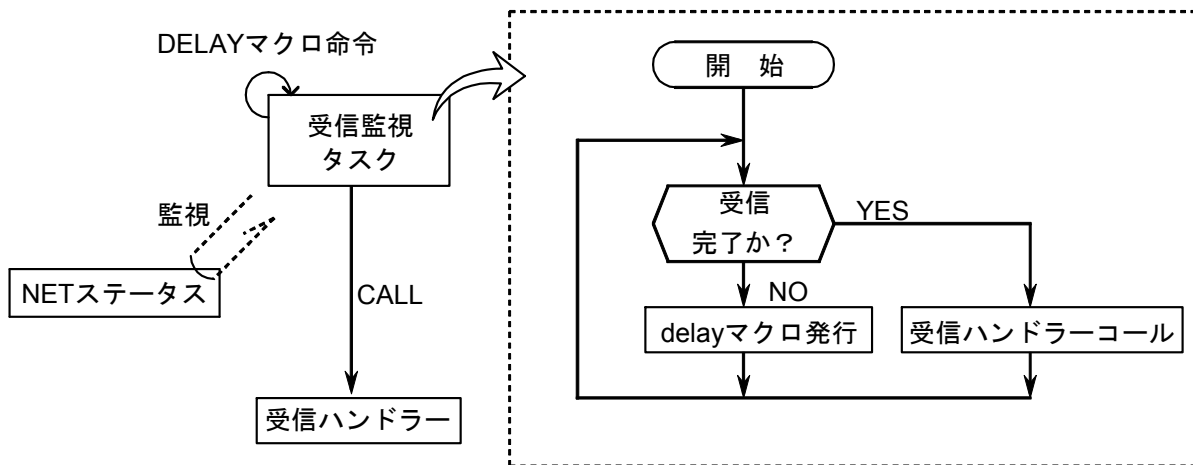 DELAYマクロ命令
受信監視
タスク
監視
NETステータス
CALL
受信ハンドラー
開　始
受信
完了か？
YES
NO
delayマクロ発行
受信ハンドラーコール